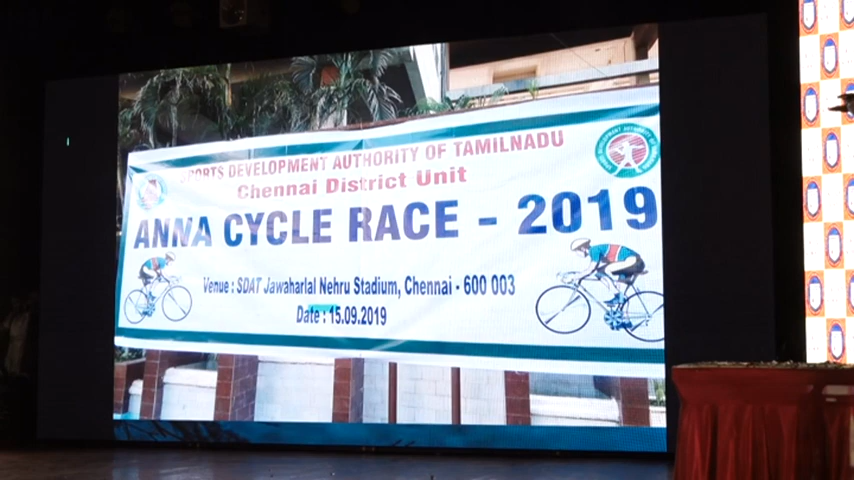 SPORTS DEVELOPMENT AUTHORITY OF TAMILNADU
Chennai District Unit
ANNA CYCLE RACE - 2019
Venue : SDAT Jawaharlal Nehru Stadium, Chennai - 600 003
Date : 15.09.2019